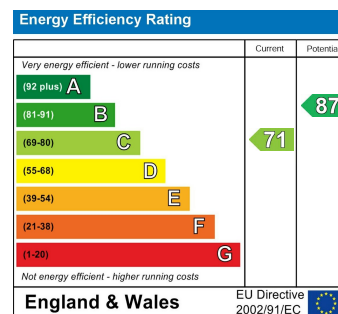 Energy Efficiency Rating
Current Potentia
Very energy efficient - lower running costs
(92 plus) A
(81-91) B
87
(69-80) C
71
(55-68) D
(39-54) E
(21-38) F
(1-20) G
Not energy efficient - higher running costs
England & Wales
EU Directive
2002/91/EC